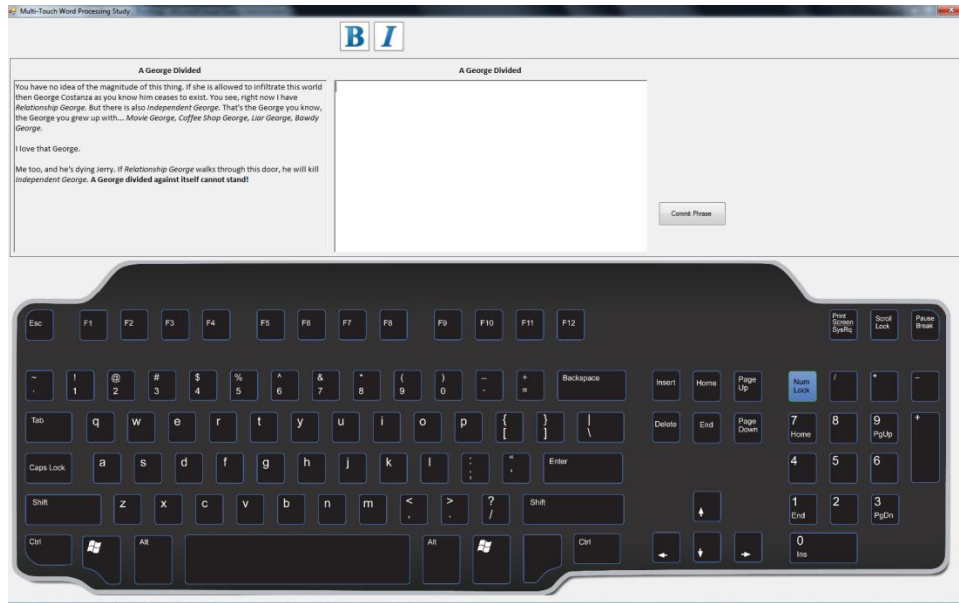 Multi-Touch Word Processing Study
B I
A George Divided
You have no idea of the magnitude of this thing. If she is allowed to infiltrate this world
then George Costanza as you know him ceases to exist. You see, right now I have
Relationship George. But there is also Independent George. That's the George you know,
the George you grew up with... Movie George, Coffee Shop George, Liar George, Bawdy
George.
I love that George.
Me too, and he's dying Jerry. If Relationship George walks through this door, he will kill
Independent George. A George divided against itself cannot stand!
A George Divided
Commit Phrase
Esc F1 F2 F3 F4 F5 F6 F7 F8 F9 F10 F11 F12 Print Screen SysRq Scroll Lock Pause Break
~ ! @ # $ % ^ & * ( ) _ + Backspace Insert Home Page Up Num Lock / * -
1 2 3 4 5 6 7 8 9 0 - =
Tab q w e r t y u i o p { [ } ] | \ Delete End Page Down 7 Home 8 9 PgUp +
Caps Lock a s d f g h j k l : ; " ' Enter 4 5 6
Shift z x c v b n m < , > . ? / Shift 1 End 2 3 PgDn
Ctrl Alt Alt Ctrl 0 Ins